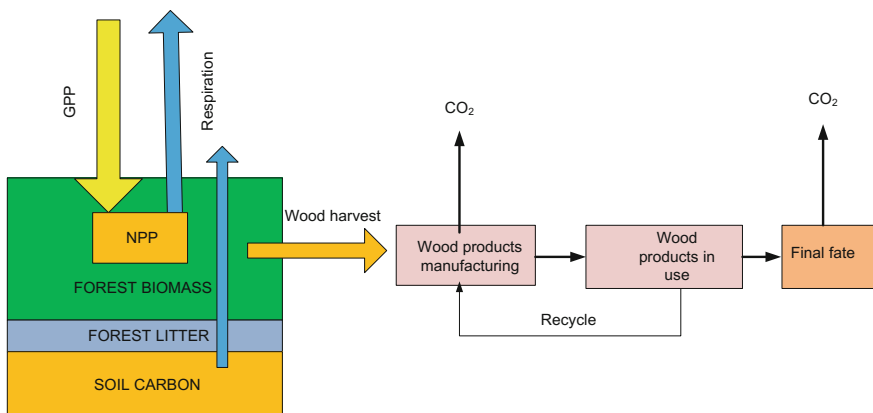 GPP
Respiration
NPP
FOREST BIOMASS
FOREST LITTER
SOIL CARBON
Wood harvest
CO₂
Wood products
manufacturing
Wood
products in
use
Recycle
CO₂
Final fate